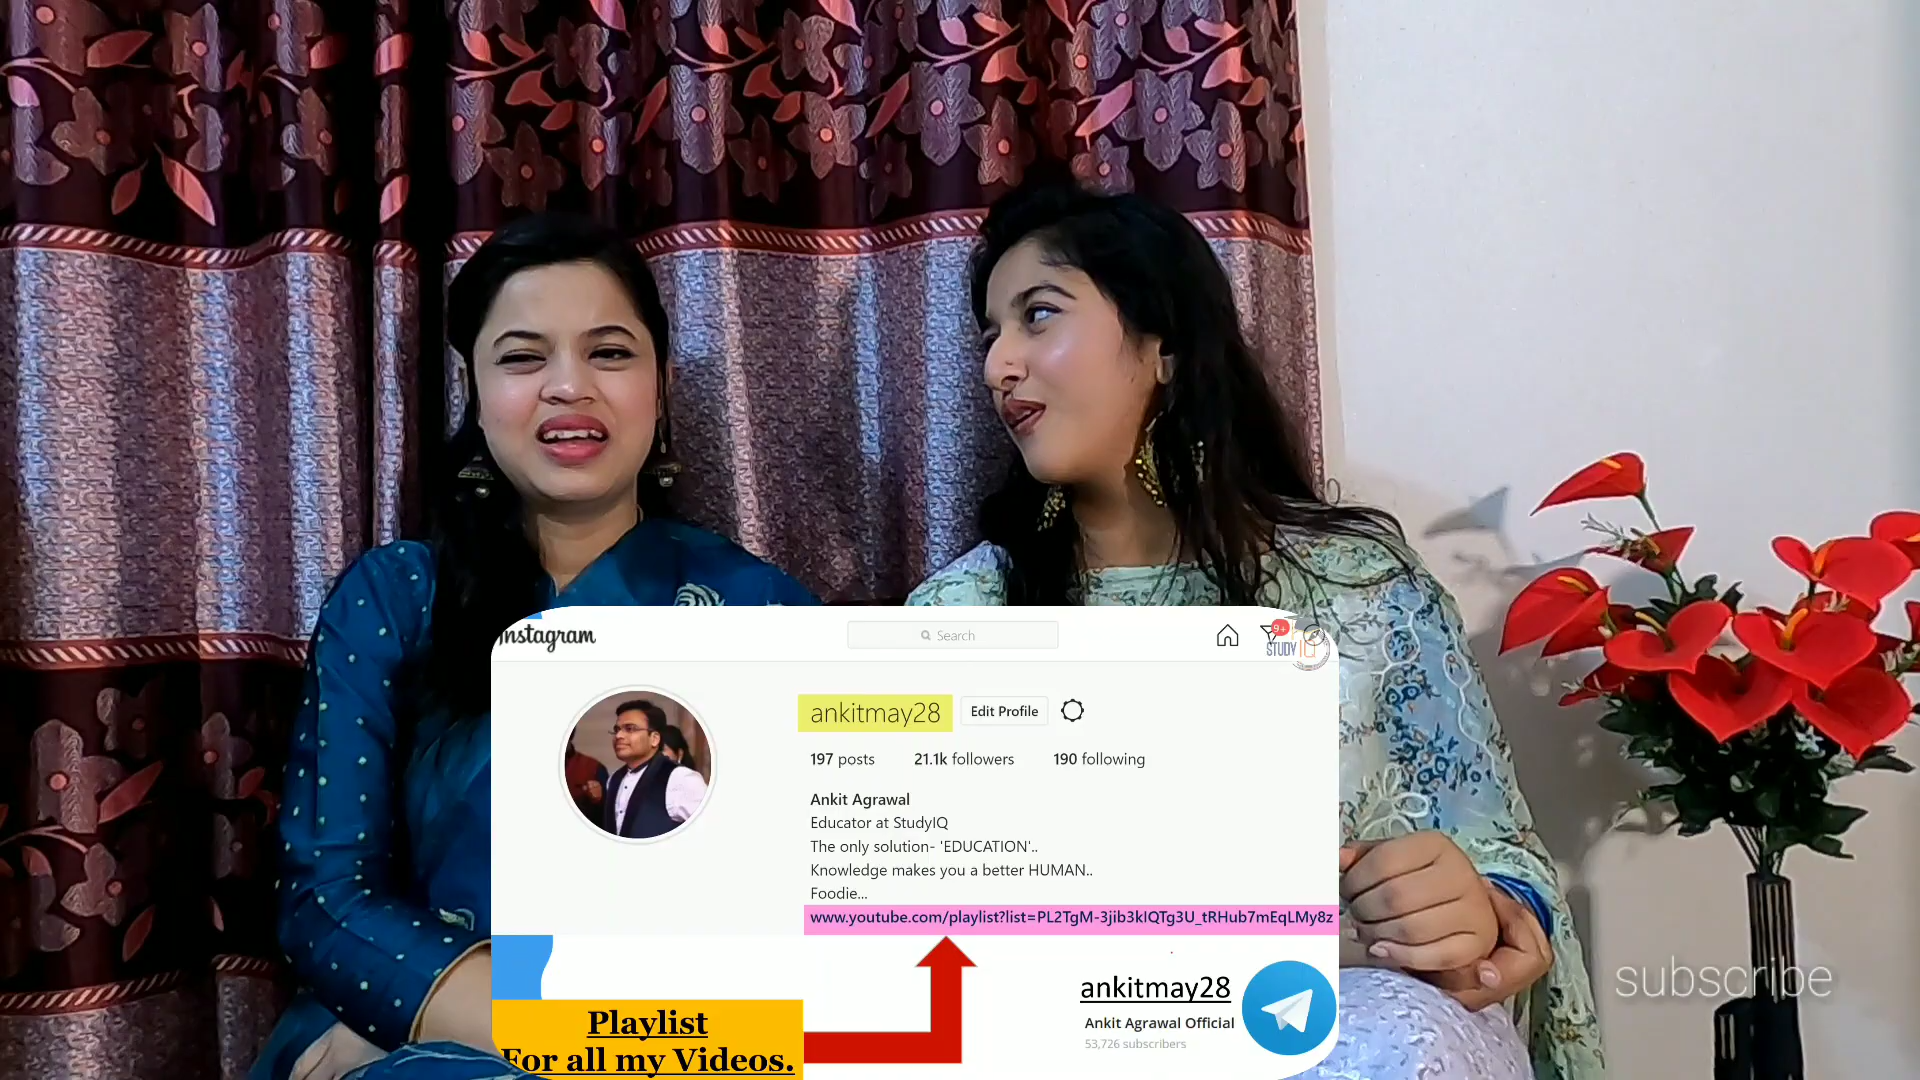 Instagram
Search
9+
STUDY IQ
ankitmay28
Edit Profile
197 posts 21.1k followers 190 following
Ankit Agrawal
Educator at StudyIQ
The only solution- 'EDUCATION'..
Knowledge makes you a better HUMAN..
Foodie...
www.youtube.com/playlist?list=PL2TgM-3jib3kIQTg3U_tRHub7mEqLMy8z
ankitmay28
Ankit Agrawal Official
53,726 subscribers
Playlist
For all my Videos.
subscribe